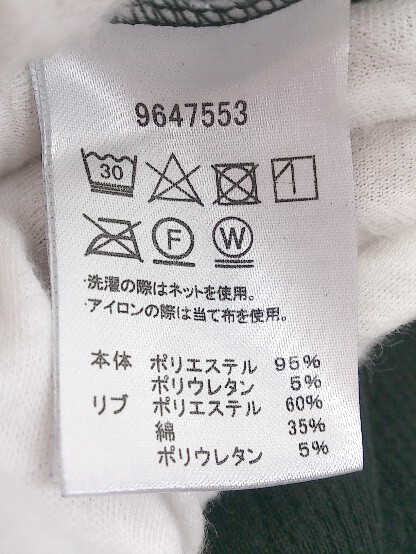 9647553
30
F W
・洗濯の際はネットを使用。
・アイロンの際は当て布を使用。
本体 ポリエステル 95%
ポリウレタン 5%
リブ ポリエステル 60%
綿 35%
ポリウレタン 5%